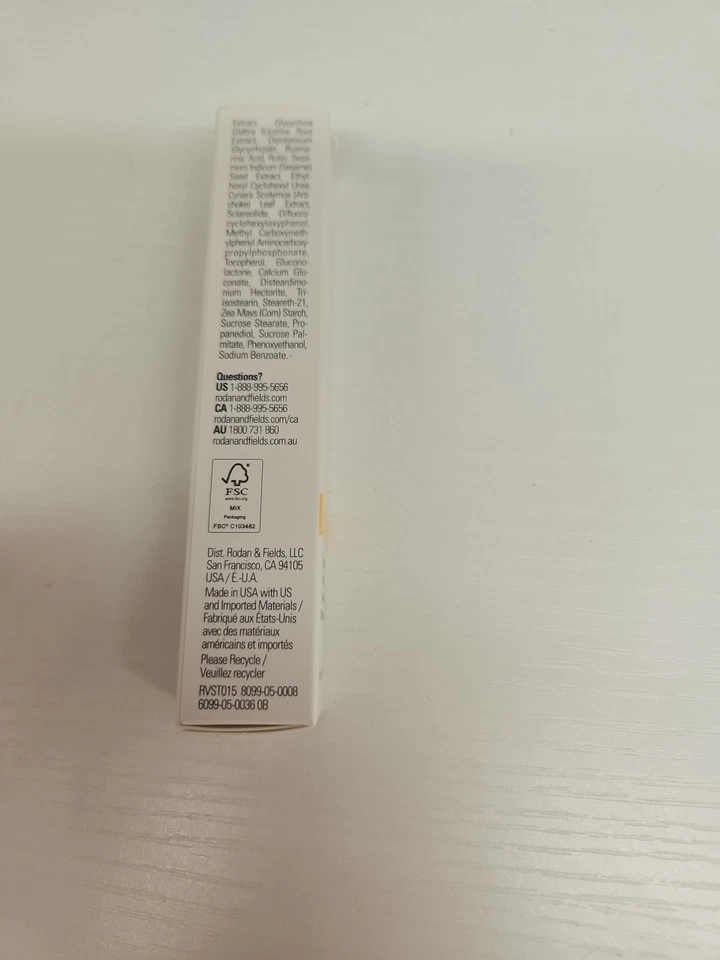 Extract, Glycyrrhiza
Glabra (Licorice) Root
Extract, Dipotassium
Glycyrrhizate, Rosma-
rinic Acid, Rutin, Sesa-
mum Indicum (Sesame)
Seed Extract, Ethyl-
hexyl Cyclohexyl Urea,
Cynara Scolymus (Arti-
choke) Leaf Extract,
Sclareolide, Difluoro-
cyclohexyloxyphenol,
Methyl Carboxymeth-
ylphenyl Aminocarboxy-
propylphosphonate,
Tocopherol, Glucono-
lactone, Calcium Glu-
conate, Disteardimo-
nium Hectorite, Tri-
isostearin, Steareth-21,
Zea Mays (Corn) Starch,
Sucrose Stearate, Pro-
panediol, Sucrose Pal-
mitate, Phenoxyethanol,
Sodium Benzoate.
Questions?
US 1-888-995-5656
rodanandfields.com
CA 1-888-995-5656
rodanandfields.com/ca
AU 1800 731 860
rodanandfields.com.au
FSC
www.fsc.org
MIX
Packaging
FSC® C103482
Dist. Rodan & Fields, LLC
San Francisco, CA 94105
USA / É.-U.A.
Made in USA with US
and Imported Materials /
Fabriqué aux États-Unis
avec des matériaux
américains et importés
Please Recycle /
Veuillez recycler
RVST015 8099-05-0008
6099-05-0036 0B